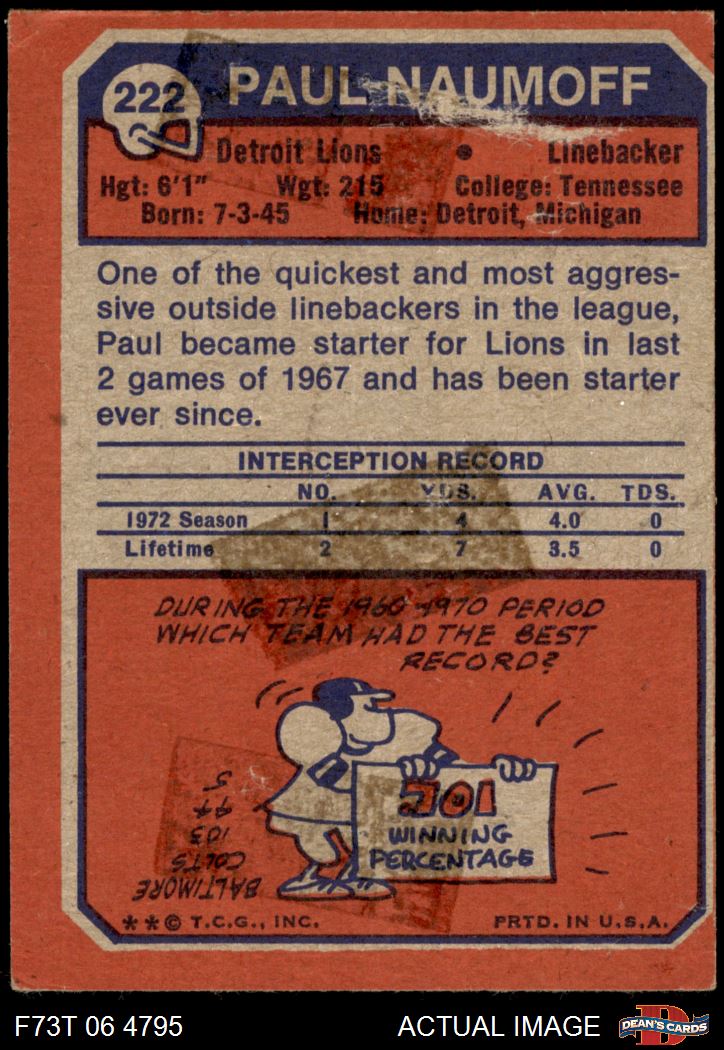 222
PAUL NAUMOFF
Detroit Lions • Linebacker
Hgt: 6'1" Wgt: 215 College: Tennessee
Born: 7-3-45 Home: Detroit, Michigan
One of the quickest and most aggres-
sive outside linebackers in the league,
Paul became starter for Lions in last
2 games of 1967 and has been starter
ever since.
INTERCEPTION RECORD
NO. YDS. AVG. TDS.
1972 Season 1 4 4.0 0
Lifetime 2 7 3.5 0
DURING THE 1960-1970 PERIOD
WHICH TEAM HAD THE BEST
RECORD?
.701
WINNING
PERCENTAGE
BALTIMORE
COLTS
103
44
5
**© T.C.G., INC. PRTD. IN U.S.A.
F73T 06 4795 ACTUAL IMAGE
D
DEAN'S CARDS